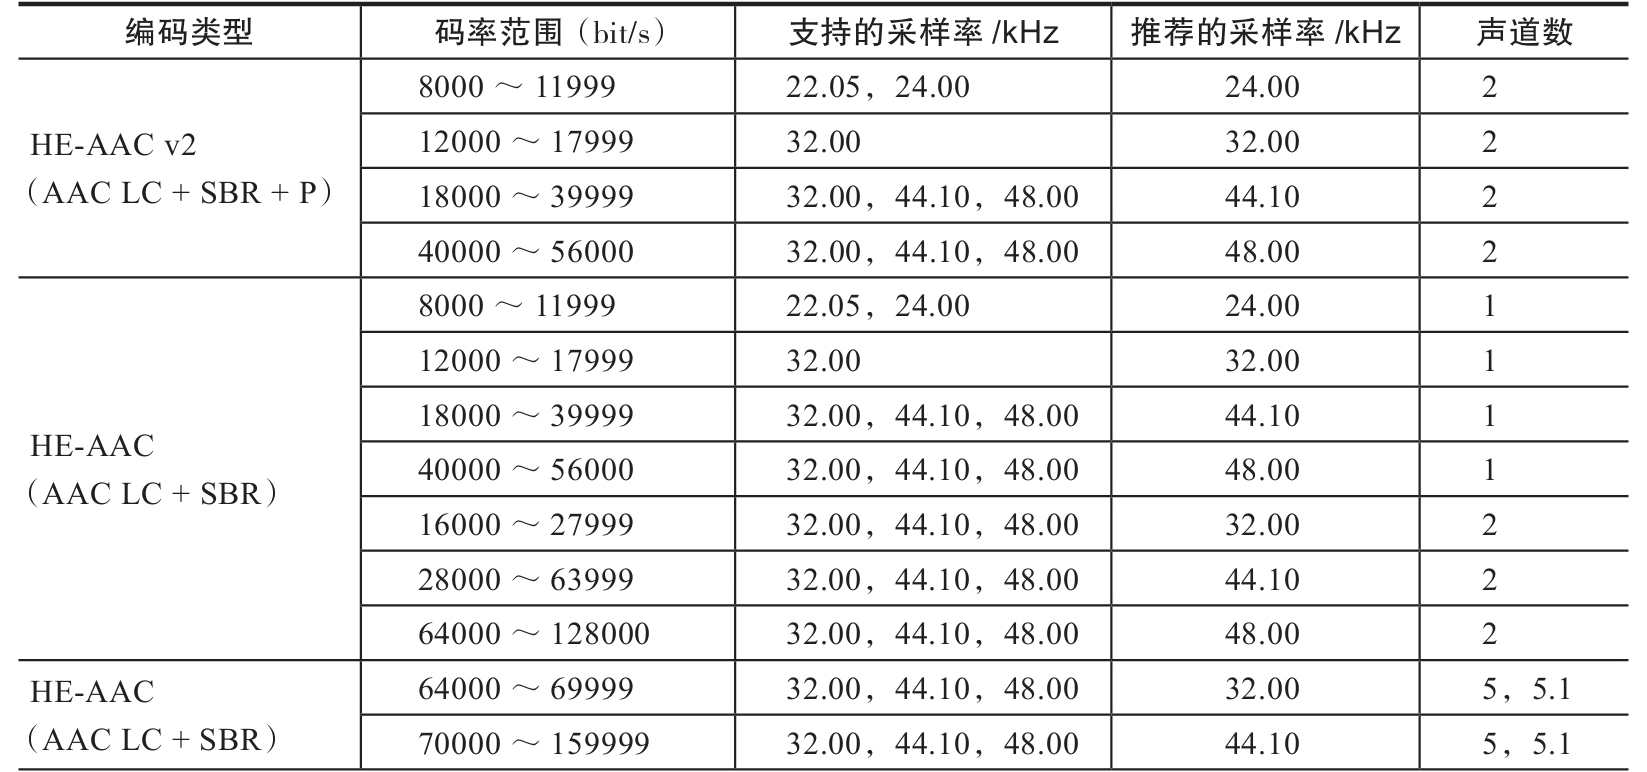 编码类型 码率范围（bit/s） 支持的采样率 /kHz 推荐的采样率 /kHz 声道数
HE-AAC v2
（AAC LC + SBR + P）
8000 ～ 11999 22.05，24.00 24.00 2
12000 ～ 17999 32.00 32.00 2
18000 ～ 39999 32.00，44.10，48.00 44.10 2
40000 ～ 56000 32.00，44.10，48.00 48.00 2
HE-AAC
（AAC LC + SBR）
8000 ～ 11999 22.05，24.00 24.00 1
12000 ～ 17999 32.00 32.00 1
18000 ～ 39999 32.00，44.10，48.00 44.10 1
40000 ～ 56000 32.00，44.10，48.00 48.00 1
16000 ～ 27999 32.00，44.10，48.00 32.00 2
28000 ～ 63999 32.00，44.10，48.00 44.10 2
64000 ～ 128000 32.00，44.10，48.00 48.00 2
HE-AAC
（AAC LC + SBR）
64000 ～ 69999 32.00，44.10，48.00 32.00 5，5.1
70000 ～ 159999 32.00，44.10，48.00 44.10 5，5.1